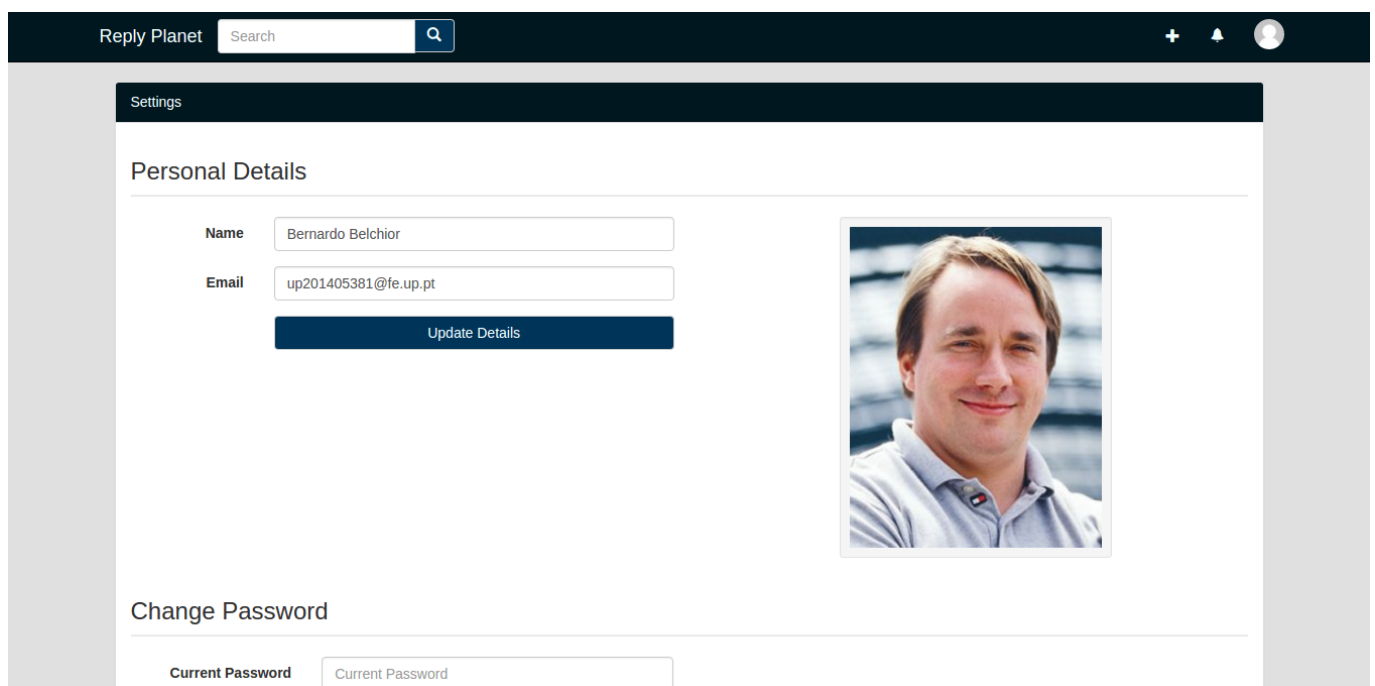 Reply Planet Search
Settings
Personal Details
Name Bernardo Belchior
Email up201405381@fe.up.pt
Update Details
Change Password
Current Password Current Password